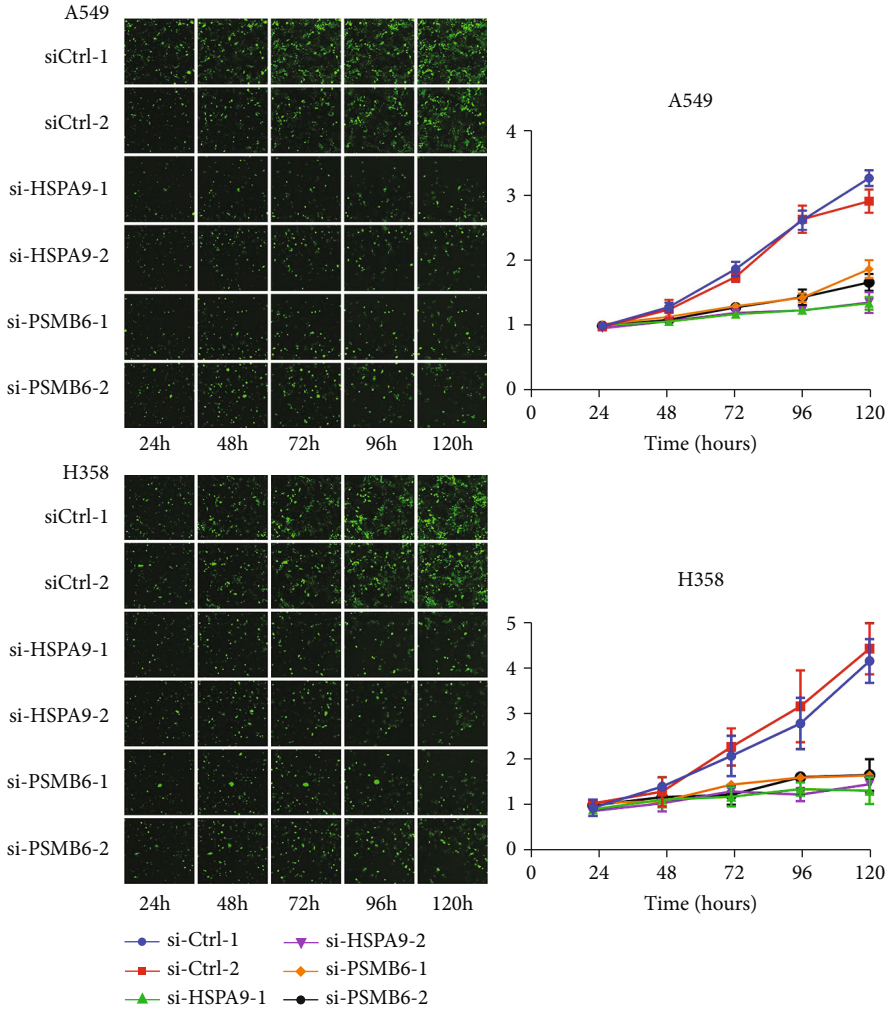 A549
siCtrl-1
siCtrl-2
si-HSPA9-1
si-HSPA9-2
si-PSMB6-1
si-PSMB6-2
24h 48h 72h 96h 120h
A549
4
3
2
1
0
0 24 48 72 96 120
Time (hours)
H358
siCtrl-1
siCtrl-2
si-HSPA9-1
si-HSPA9-2
si-PSMB6-1
si-PSMB6-2
24h 48h 72h 96h 120h
H358
5
4
3
2
1
0
0 24 48 72 96 120
Time (hours)
si-Ctrl-1 si-HSPA9-2
si-Ctrl-2 si-PSMB6-1
si-HSPA9-1 si-PSMB6-2